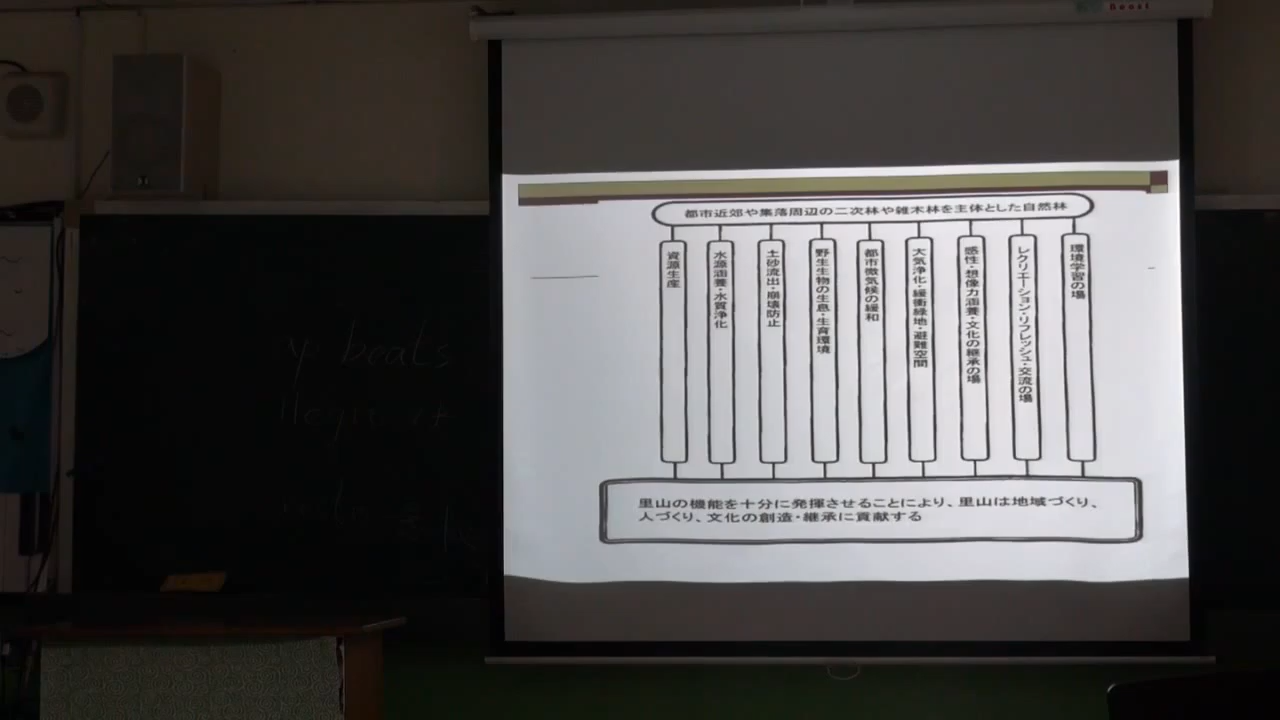 Boost
都市近郊や集落周辺の二次林や雑木林を主体とした自然林
資源生産
水源涵養・水質浄化
土砂流出・崩壊防止
野生生物の生息・生育環境
都市微気候の緩和
大気浄化・緩衝緑地・避難空間
感性・想像力涵養・文化の継承の場
レクリエーション・リフレッシュ・交流の場
環境学習の場
里山の機能を十分に発揮させることにより、里山は地域づくり、
人づくり、文化の創造・継承に貢献する
beats